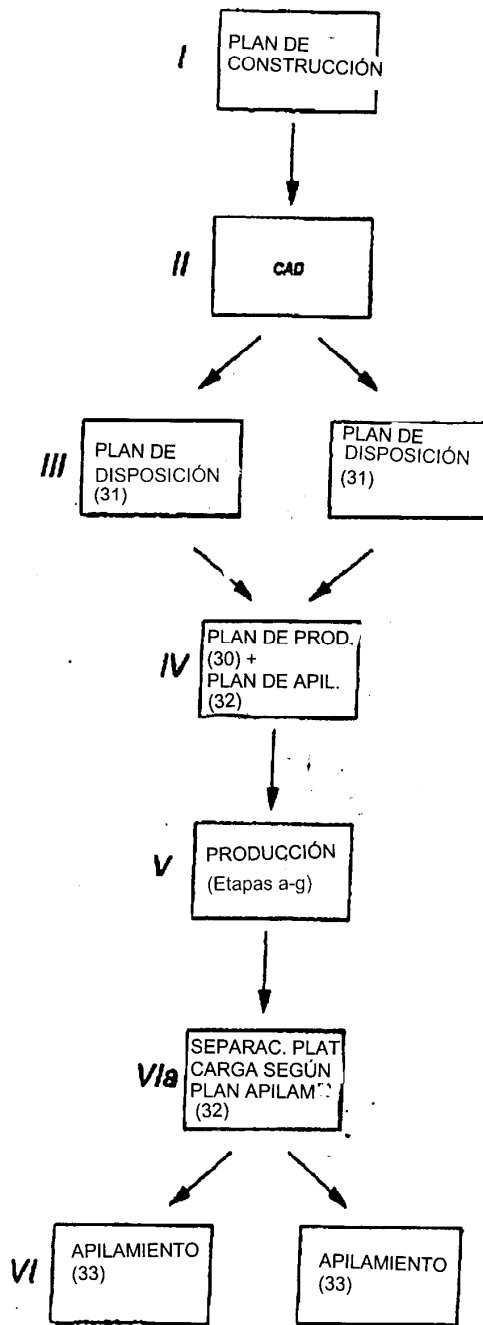 I
PLAN DE
CONSTRUCCIÓN
II
CAD
III
PLAN DE
DISPOSICIÓN
(31)
PLAN DE
DISPOSICIÓN
(31)
IV
PLAN DE PROD.
(30) +
PLAN DE APIL.
(32)
V
PRODUCCIÓN
(Etapas a-g)
VIa
SEPARAC. PLAT
CARGA SEGÚN
PLAN APILAM
(32)
VI
APILAMIENTO
(33)
APILAMIENTO
(33)